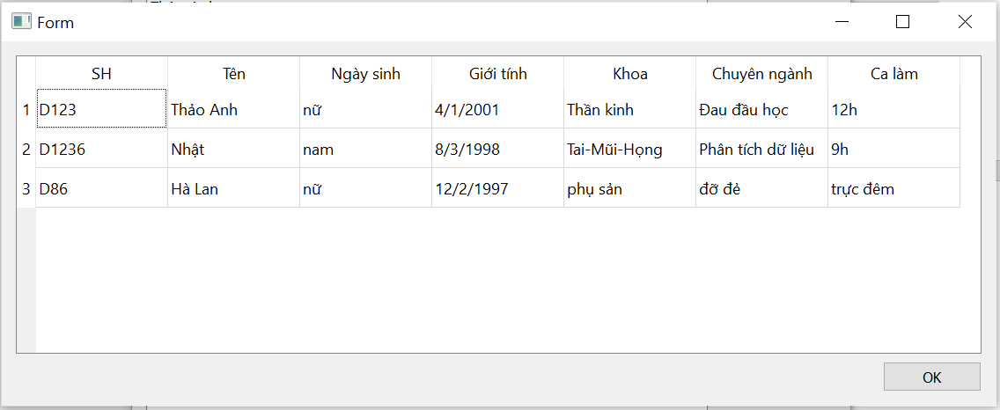 Form
SH Tên Ngày sinh Giới tính Khoa Chuyên ngành Ca làm
1 D123 Thảo Anh nữ 4/1/2001 Thần kinh Đau đầu học 12h
2 D1236 Nhật nam 8/3/1998 Tai-Mũi-Họng Phân tích dữ liệu 9h
3 D86 Hà Lan nữ 12/2/1997 phụ sản đỡ đẻ trực đêm
OK